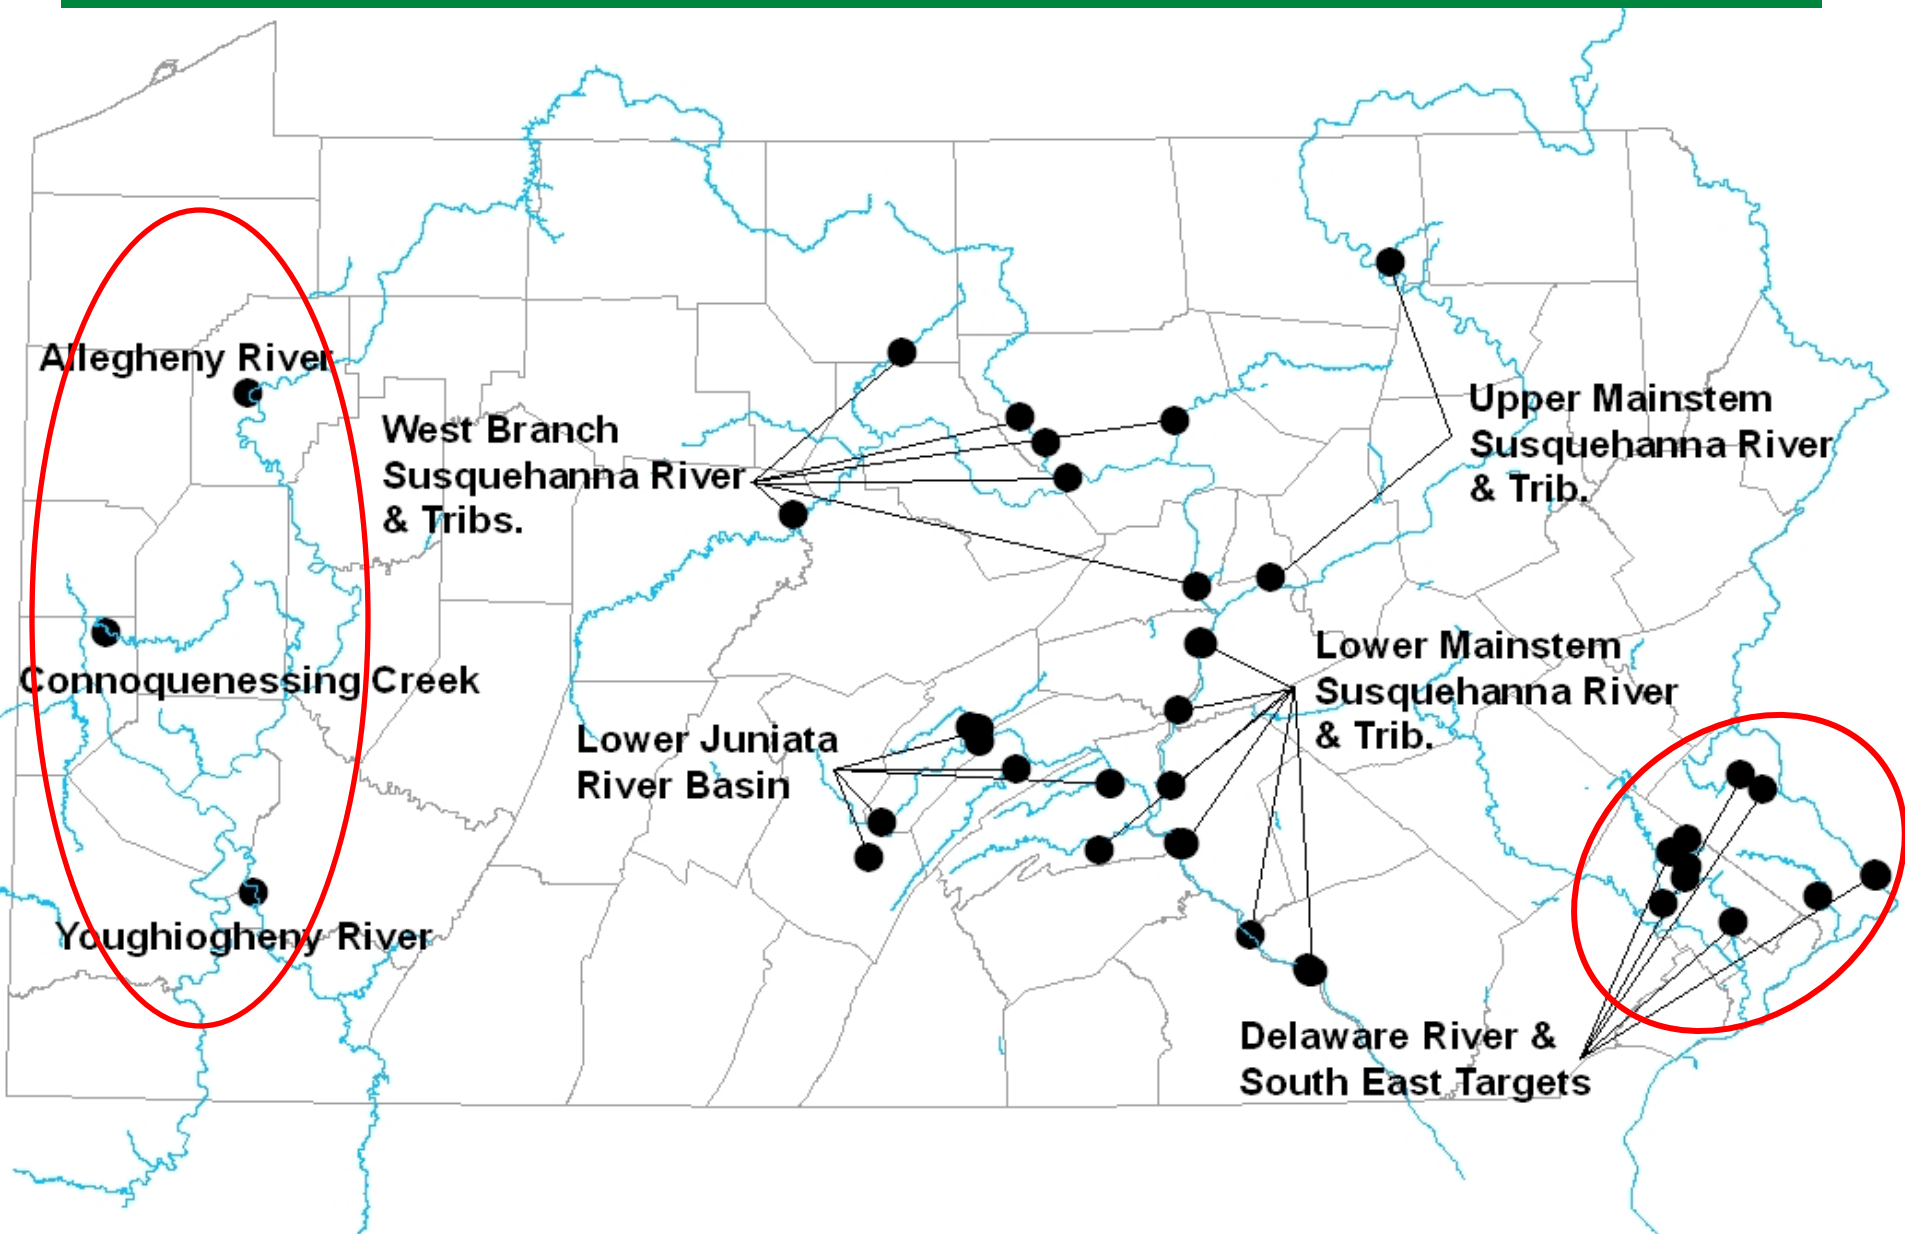 Allegheny River
West Branch
Susquehanna River
& Tribs.
Upper Mainstem
Susquehanna River
& Trib.
Connoquenessing Creek
Lower Mainstem
Susquehanna River
& Trib.
Lower Juniata
River Basin
Youghiogheny River
Delaware River &
South East Targets